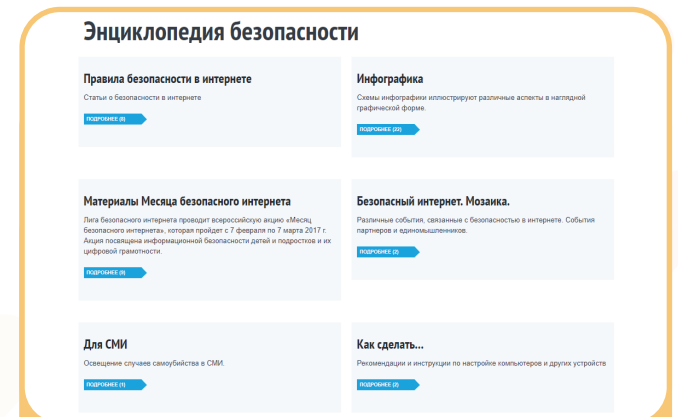 Энциклопедия безопасности
Правила безопасности в интернете
Статьи о безопасности в интернете
ПОДРОБНЕЕ (8)
Инфографика
Схемы инфографики иллюстрируют различные аспекты в наглядной
графической форме.
ПОДРОБНЕЕ (22)
Материалы Месяца безопасного интернета
Лига безопасного интернета проводит всероссийскую акцию «Месяц
безопасного интернета», которая пройдет с 7 февраля по 7 марта 2017 г.
Акция посвящена информационной безопасности детей и подростков и их
цифровой грамотности.
ПОДРОБНЕЕ (9)
Безопасный интернет. Мозаика.
Различные события, связанные с безопасностью в интернете. События
партнеров и единомышленников.
ПОДРОБНЕЕ (2)
Для СМИ
Освещение случаев самоубийства в СМИ.
ПОДРОБНЕЕ (1)
Как сделать...
Рекомендации и инструкции по настройке компьютеров и других устройств
ПОДРОБНЕЕ (2)